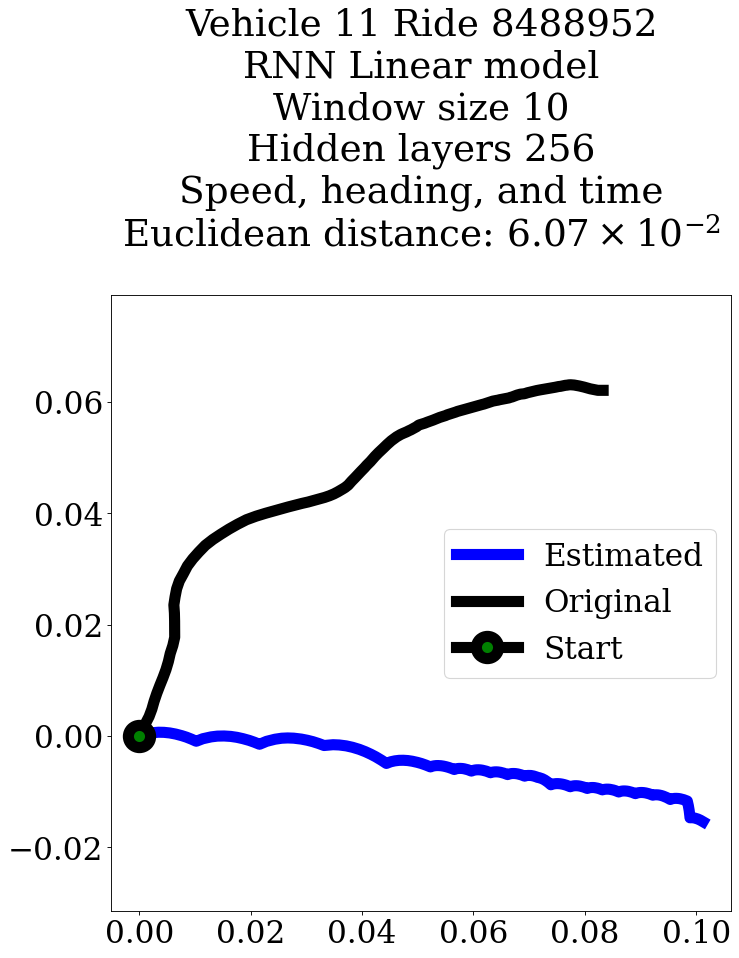 Vehicle 11 Ride 8488952
RNN Linear model
Window size 10
Hidden layers 256
Speed, heading, and time
Euclidean distance: 6.07 × 10⁻²
0.06
0.04
0.02
0.00
−0.02
Estimated
Original
Start
0.00 0.02 0.04 0.06 0.08 0.10